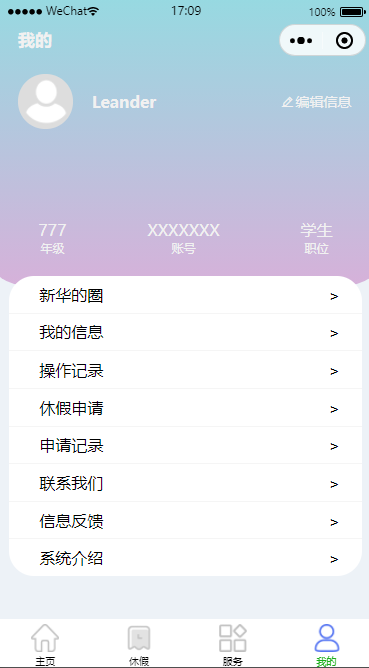 WeChat 17:09 100%
我的
Leander 编辑信息
777 XXXXXXX 学生
年级 账号 职位
新华的圈 >
我的信息 >
操作记录 >
休假申请 >
申请记录 >
联系我们 >
信息反馈 >
系统介绍 >
主页 休假 服务 我的